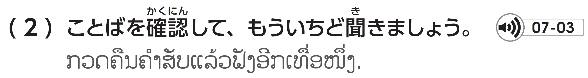 (2) ことばを確認して、もういちど聞きましょう。 07-03
ກວດຄືນຄຳສັບແລ້ວຟັງອີກເທື່ອໜຶ່ງ.